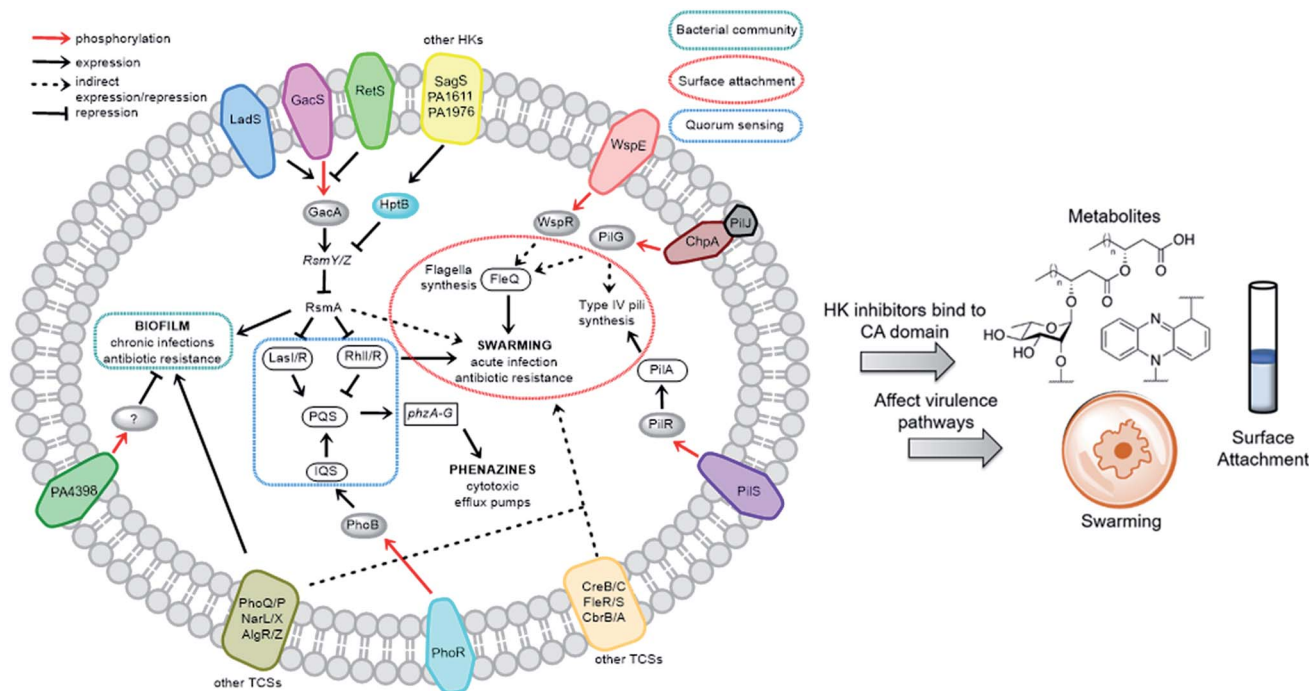 phosphorylation
expression
indirect
expression/repression
repression
other HKs
Bacterial community
Surface attachment
Quorum sensing
LadS
GacS
RetS
SagS
PA1611
PA1976
WspE
GacA
HptB
WspR
PilG
ChpA
PilJ
RsmY/Z
Flagella
synthesis
FleQ
Type IV pili
synthesis
RsmA
BIOFILM
chronic infections
antibiotic resistance
LasI/R
RhlI/R
SWARMING
acute infection
antibiotic resistance
PilA
?
PQS
phzA-G
PilR
IQS
PHENAZINES
cytotoxic
efflux pumps
PA4398
PilS
PhoB
PhoQ/P
NarL/X
AlgR/Z
other TCSs
PhoR
CreB/C
FleR/S
CbrB/A
other TCSs
HK inhibitors bind to
CA domain
Affect virulence
pathways
Metabolites
( )n
O
OH
O
( )n
O
O
O
HO
HO
O
O
N
N
Swarming
Surface
Attachment